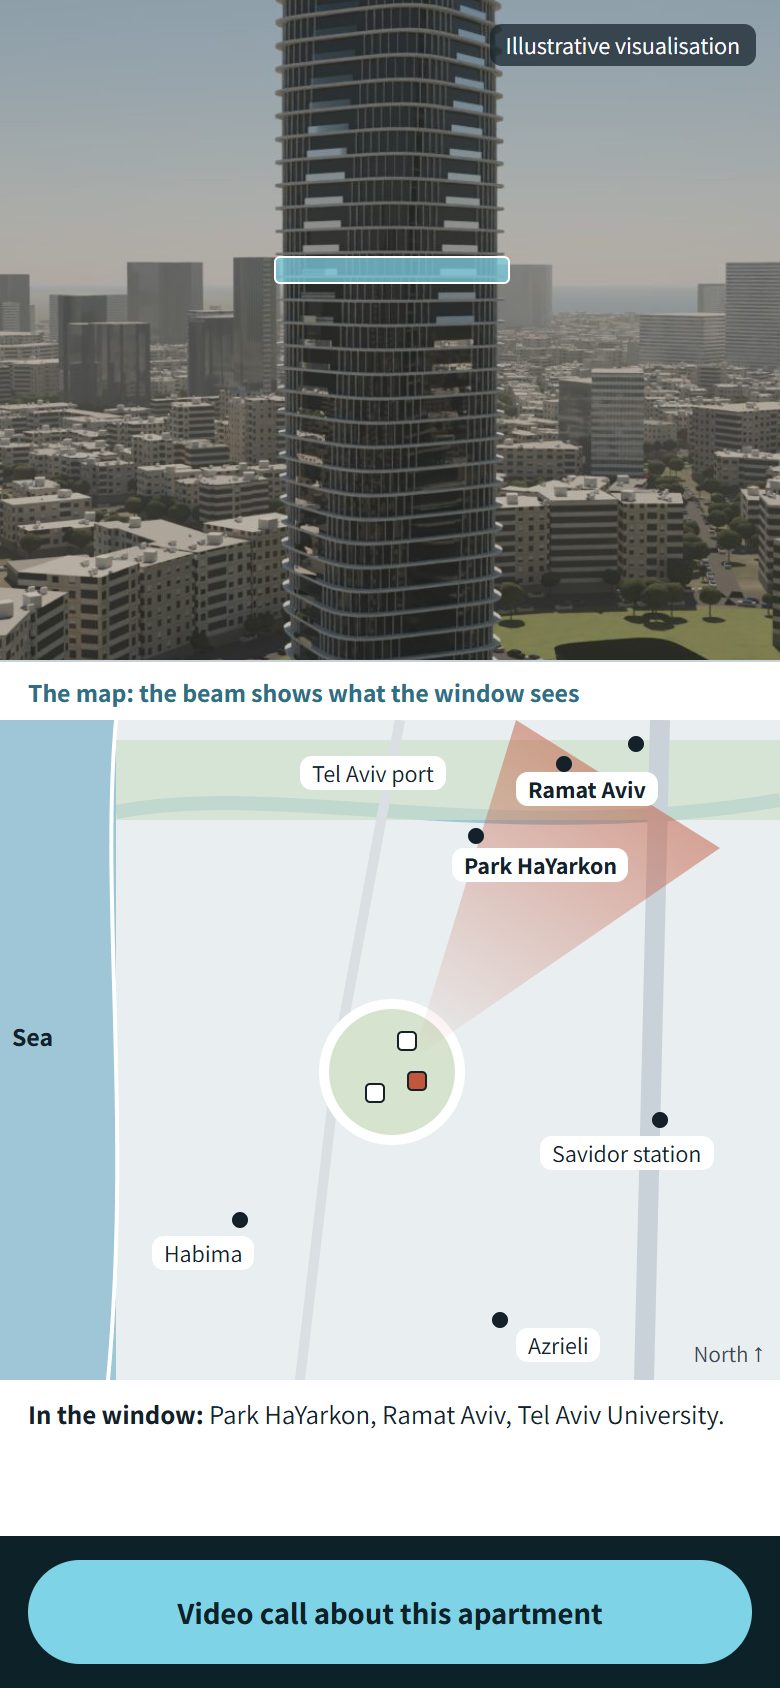 Illustrative visualisation
The map: the beam shows what the window sees
Tel Aviv port
Ramat Aviv
Park HaYarkon
Sea
Savidor station
Habima
Azrieli
North ↑
In the window: Park HaYarkon, Ramat Aviv, Tel Aviv University.
Video call about this apartment